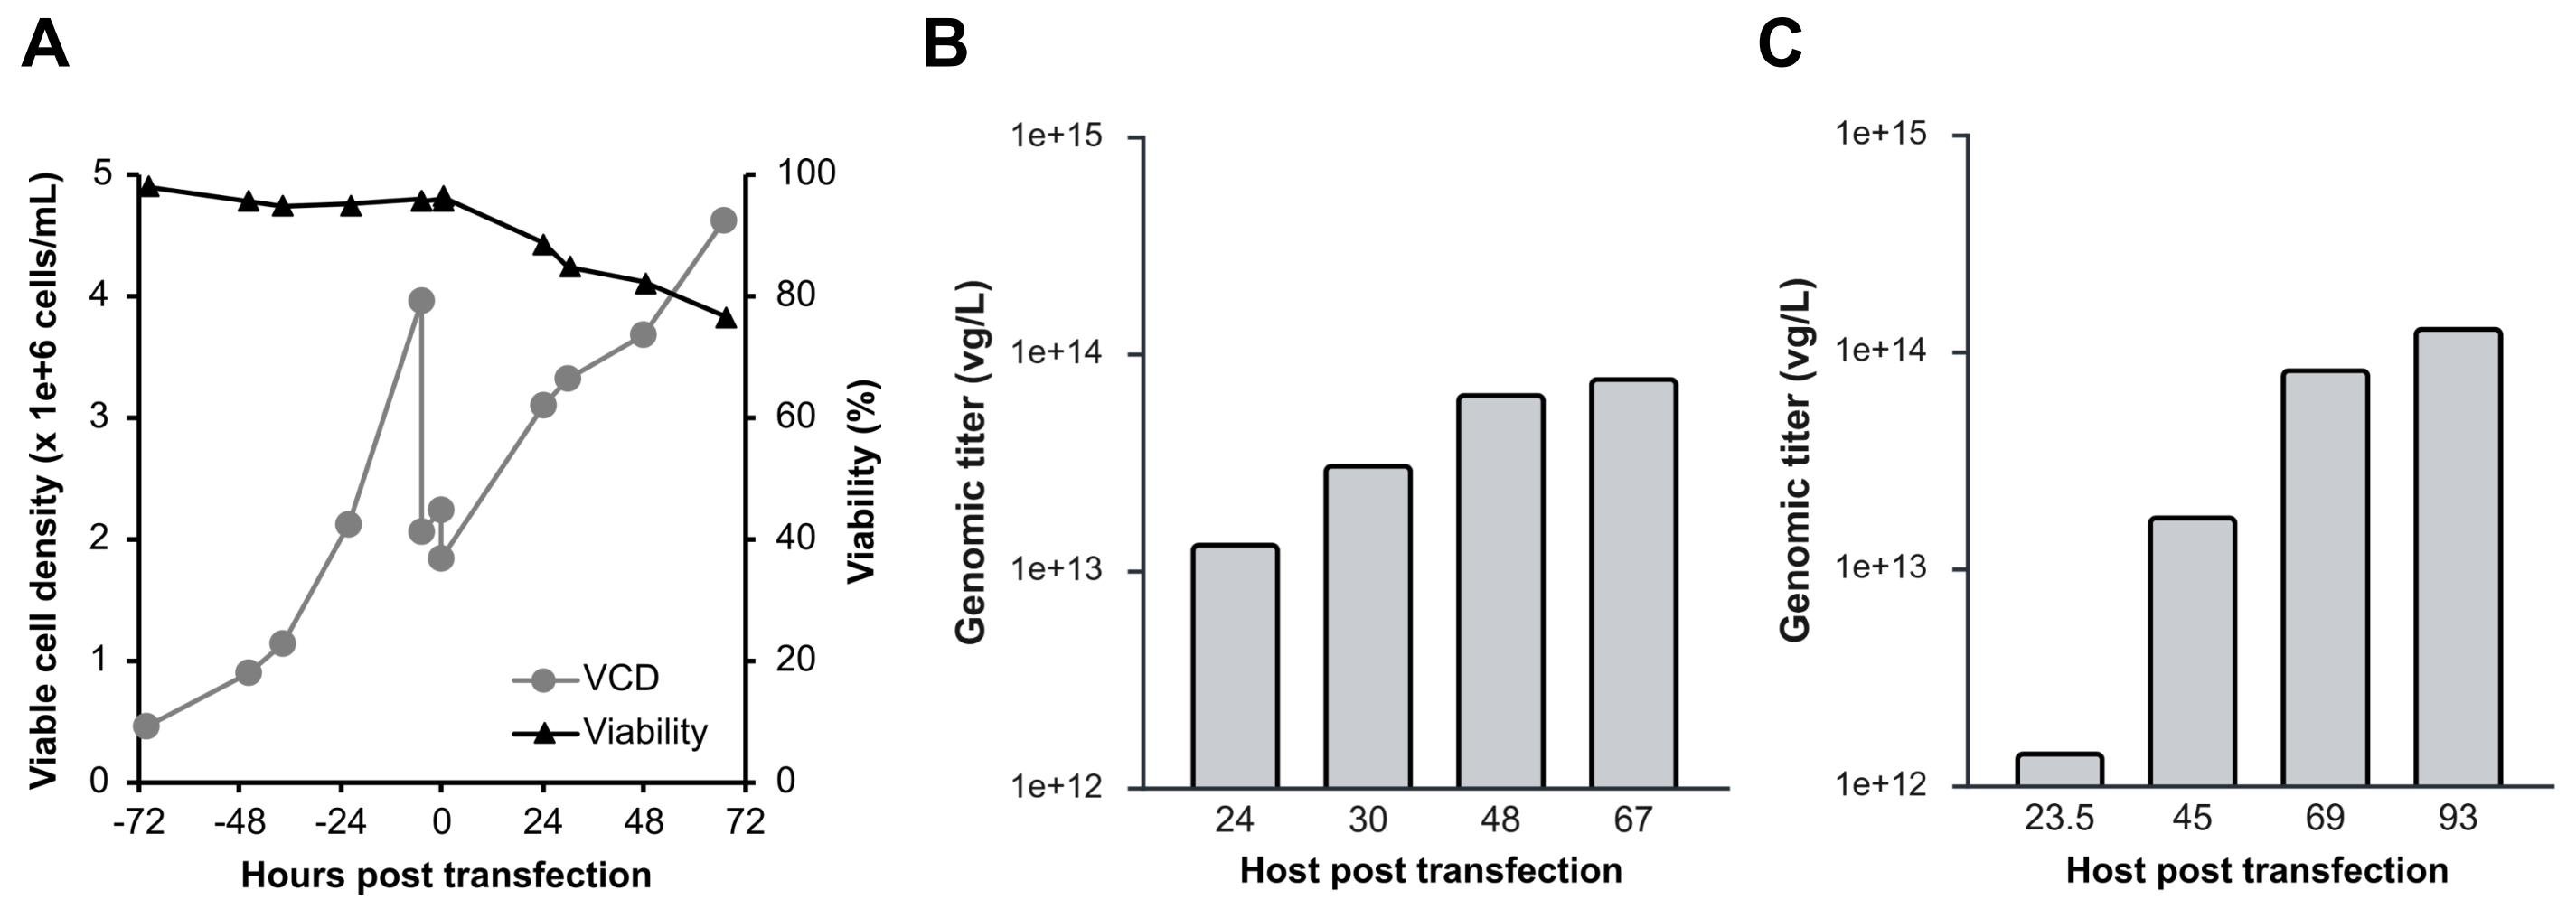 A
Viable cell density (x 1e+6 cells/mL)
5
4
3
2
1
0
100
80
60
40
20
0
Viability (%)
VCD
Viability
-72 -48 -24 0 24 48 72
Hours post transfection
B
Genomic titer (vg/L)
1e+15
1e+14
1e+13
1e+12
24 30 48 67
Host post transfection
C
Genomic titer (vg/L)
1e+15
1e+14
1e+13
1e+12
23.5 45 69 93
Host post transfection